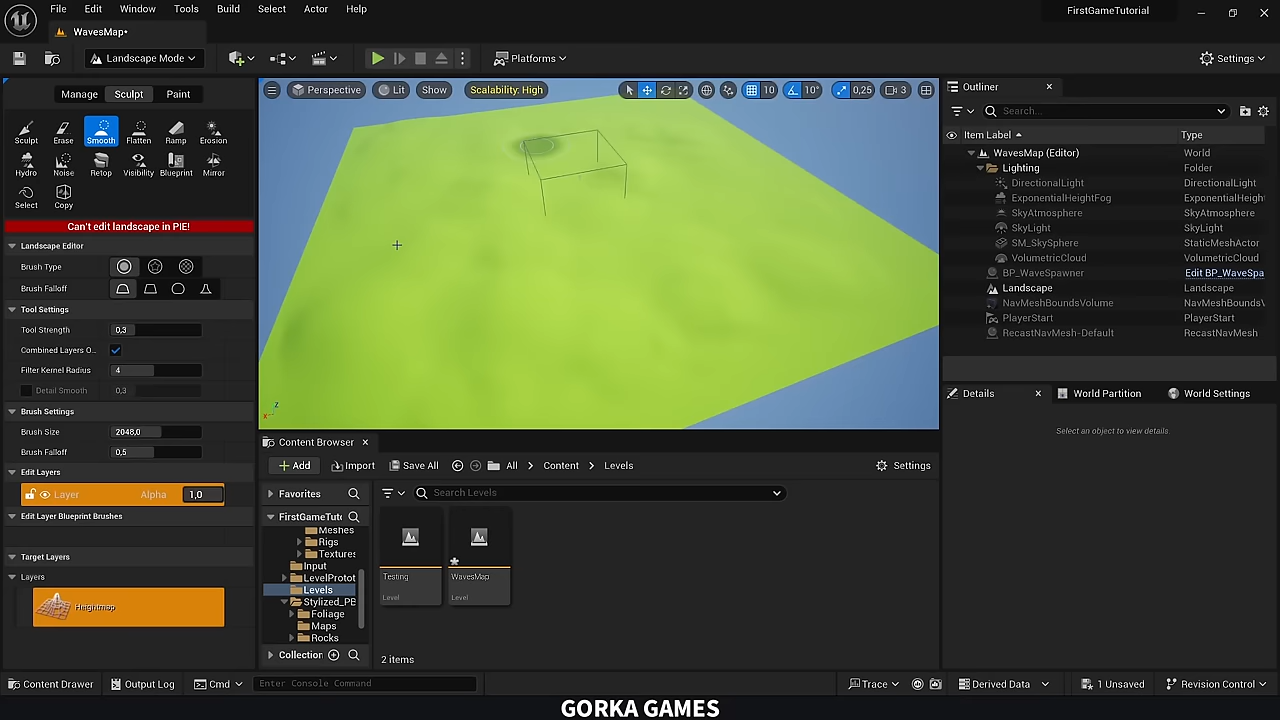 File Edit Window Tools Build Select Actor Help
FirstGameTutorial
WavesMap•
Landscape Mode
Platforms
Settings
Manage Sculpt Paint
Sculpt Erase Smooth Flatten Ramp Erosion
Hydro Noise Retop Visibility Blueprint Mirror
Select Copy
Can't edit landscape in PIE!
Landscape Editor
Brush Type
Brush Falloff
Tool Settings
Tool Strength 0,3
Combined Layers O...
Filter Kernel Radius 4
Detail Smooth 0,3
Brush Settings
Brush Size 2048,0
Brush Falloff 0,5
Edit Layers
Layer Alpha 1,0
Edit Layer Blueprint Brushes
Target Layers
Layers
Heightmap
Perspective Lit Show Scalability: High 10 10° 0,25 3
Z
X
Outliner
Search...
Item Label Type
WavesMap (Editor) World
Lighting Folder
DirectionalLight DirectionalLight
ExponentialHeightFog ExponentialHeight
SkyAtmosphere SkyAtmosphere
SkyLight SkyLight
SM_SkySphere StaticMeshActor
VolumetricCloud VolumetricCloud
BP_WaveSpawner Edit BP_WaveSpa
Landscape Landscape
NavMeshBoundsVolume NavMeshBounds
PlayerStart PlayerStart
RecastNavMesh-Default RecastNavMesh
Details World Partition World Settings
Select an object to view details.
Content Browser
Add Import Save All All Content Levels Settings
Favorites
Search Levels
FirstGameTuto
Meshes
Rigs
Textures
Input
LevelProtot
Levels
Stylized_PB
Foliage
Maps
Rocks
Collection
Testing
Level
WavesMap
Level
2 items
Content Drawer Output Log Cmd Enter Console Command Trace Derived Data 1 Unsaved Revision Control
GORKA GAMES